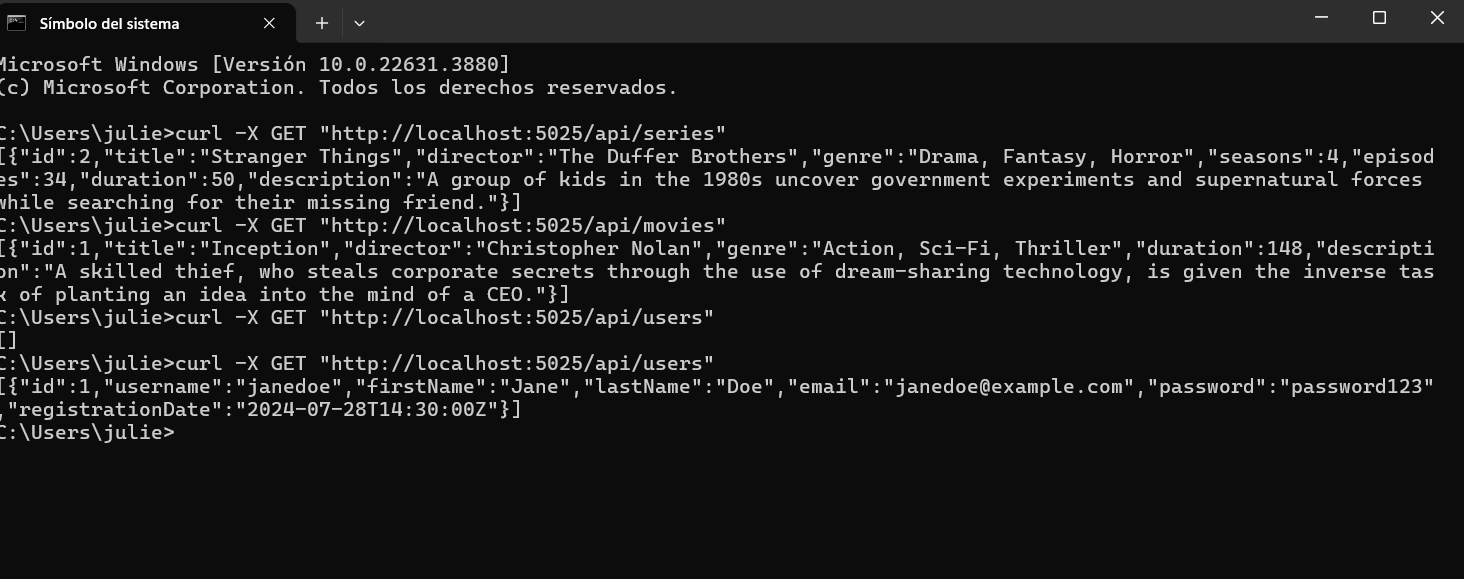 Símbolo del sistema
Microsoft Windows [Versión 10.0.22631.3880]
(c) Microsoft Corporation. Todos los derechos reservados.
C:\Users\julie>curl -X GET "http://localhost:5025/api/series"
[{"id":2,"title":"Stranger Things","director":"The Duffer Brothers","genre":"Drama, Fantasy, Horror","seasons":4,"episod
es":34,"duration":50,"description":"A group of kids in the 1980s uncover government experiments and supernatural forces
while searching for their missing friend."}]
C:\Users\julie>curl -X GET "http://localhost:5025/api/movies"
[{"id":1,"title":"Inception","director":"Christopher Nolan","genre":"Action, Sci-Fi, Thriller","duration":148,"descripti
on":"A skilled thief, who steals corporate secrets through the use of dream-sharing technology, is given the inverse tas
k of planting an idea into the mind of a CEO."}]
C:\Users\julie>curl -X GET "http://localhost:5025/api/users"
[]
C:\Users\julie>curl -X GET "http://localhost:5025/api/users"
[{"id":1,"username":"janedoe","firstName":"Jane","lastName":"Doe","email":"janedoe@example.com","password":"password123"
,"registrationDate":"2024-07-28T14:30:00Z"}]
C:\Users\julie>